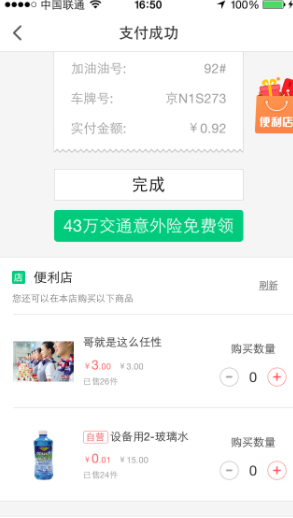 中国联通 16:50 100%
支付成功
加油油号: 92#
车牌号: 京N1S273
实付金额: ￥0.92
便利店
完成
43万交通意外险免费领
店 便利店 刷新
您还可以在本店购买以下商品
哥就是这么任性 购买数量
￥3.00 ￥3.00 0
已售26件
自营 设备用2-玻璃水 购买数量
￥0.01 ￥15.00 0
已售24件